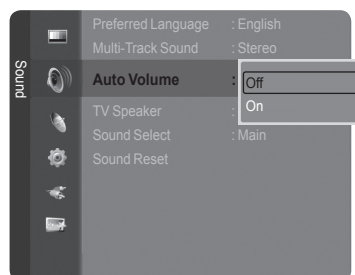 Sound
Preferred Language : English
Multi-Track Sound : Stereo
Auto Volume :
Off
On
TV Speaker :
Sound Select : Main
Sound Reset